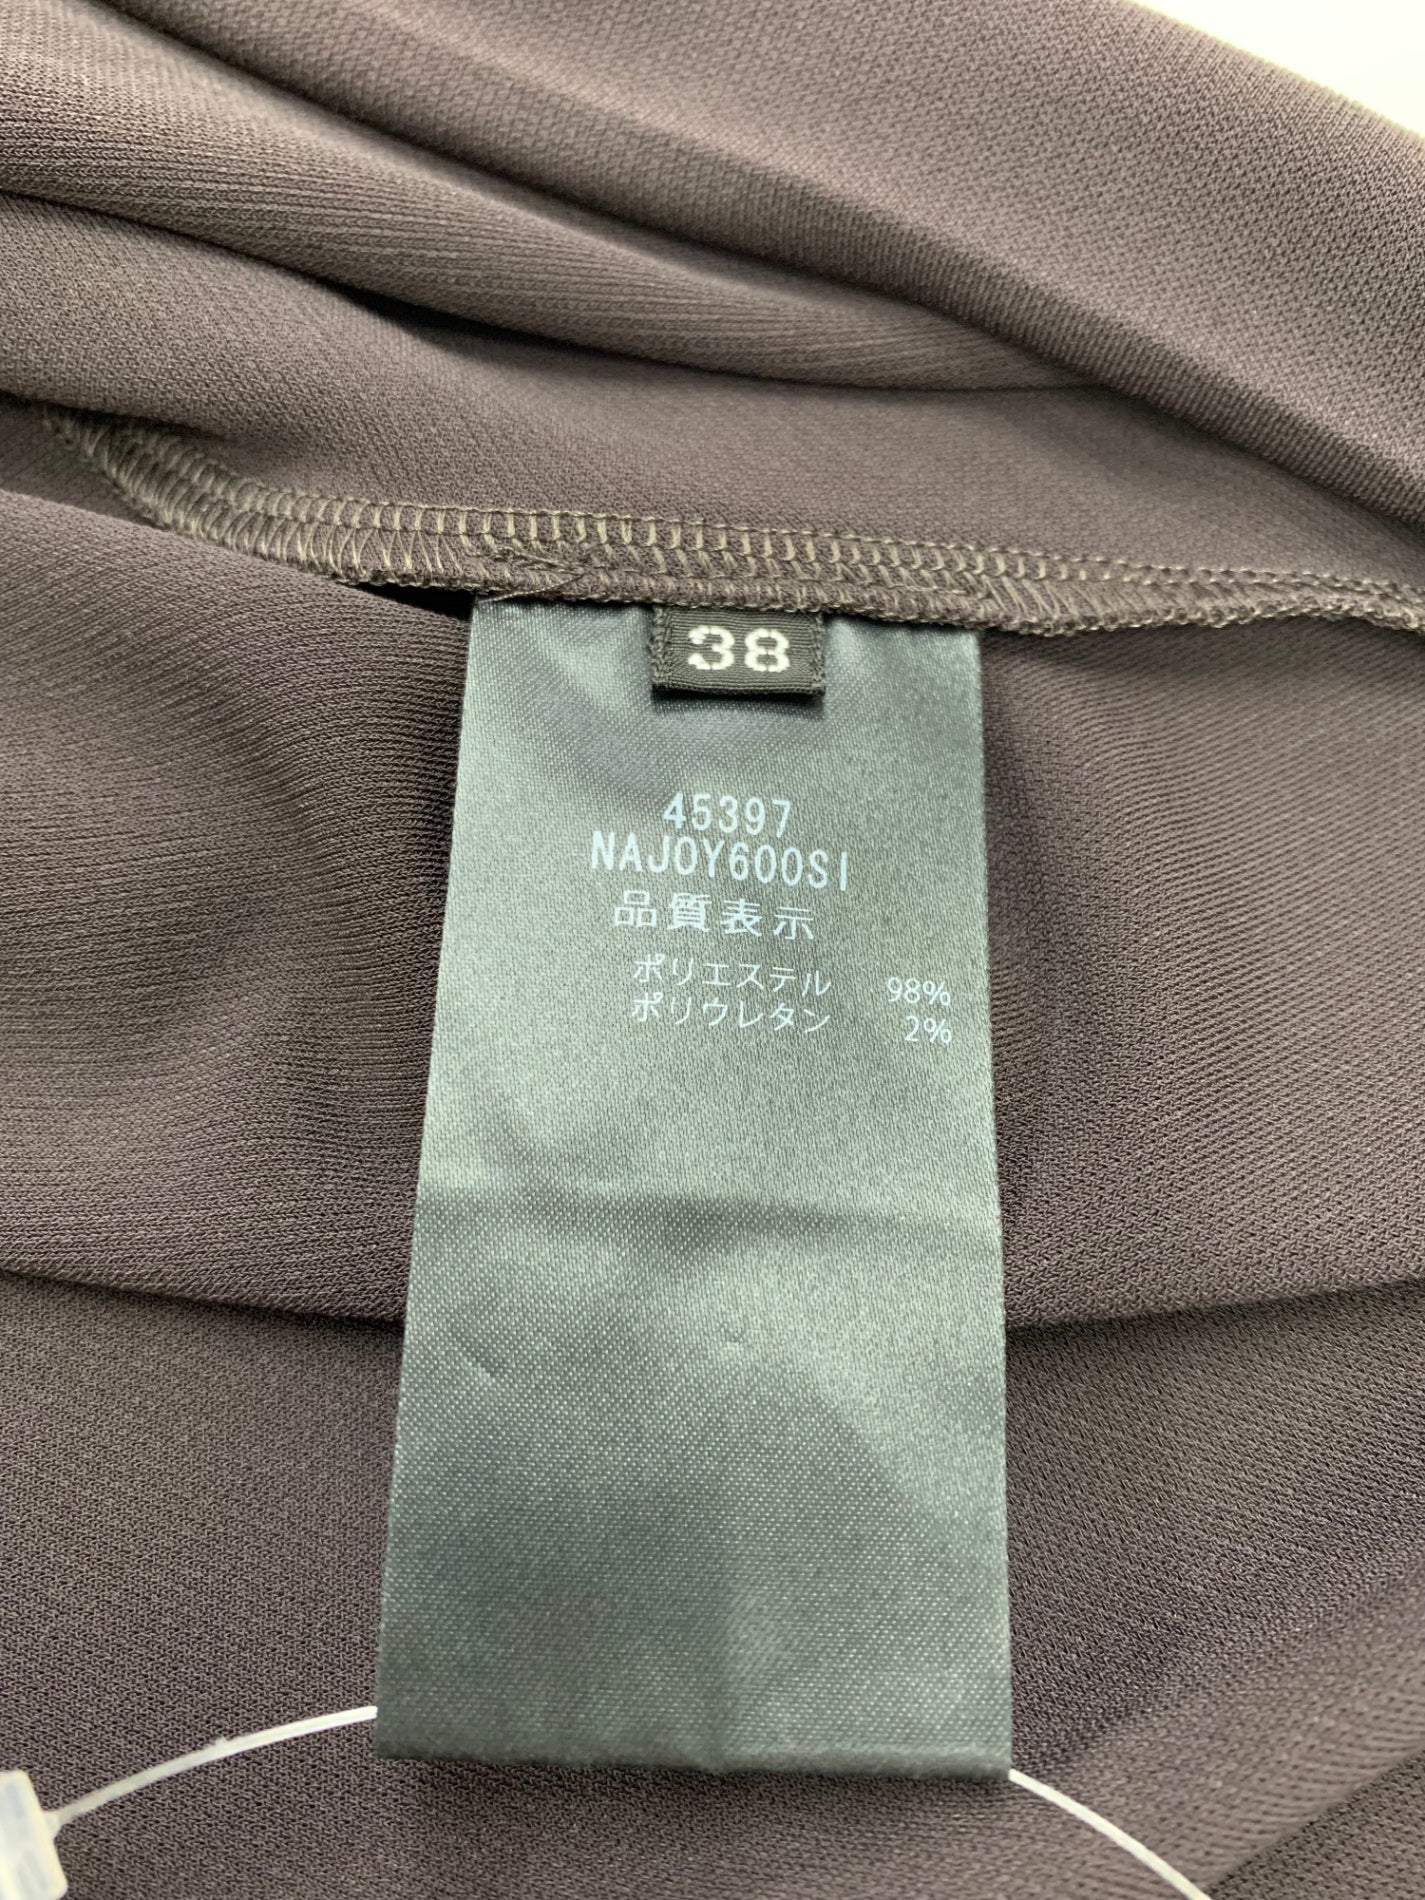 38
45397
NAJOY600SI
品質表示
ポリエステル 98%
ポリウレタン 2%